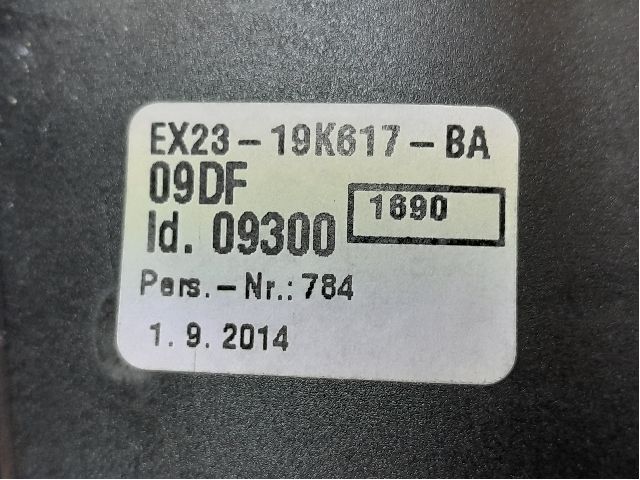 EX23-19K617-BA
09DF
1690
Id. 09300
Pers.-Nr.: 784
1. 9. 2014